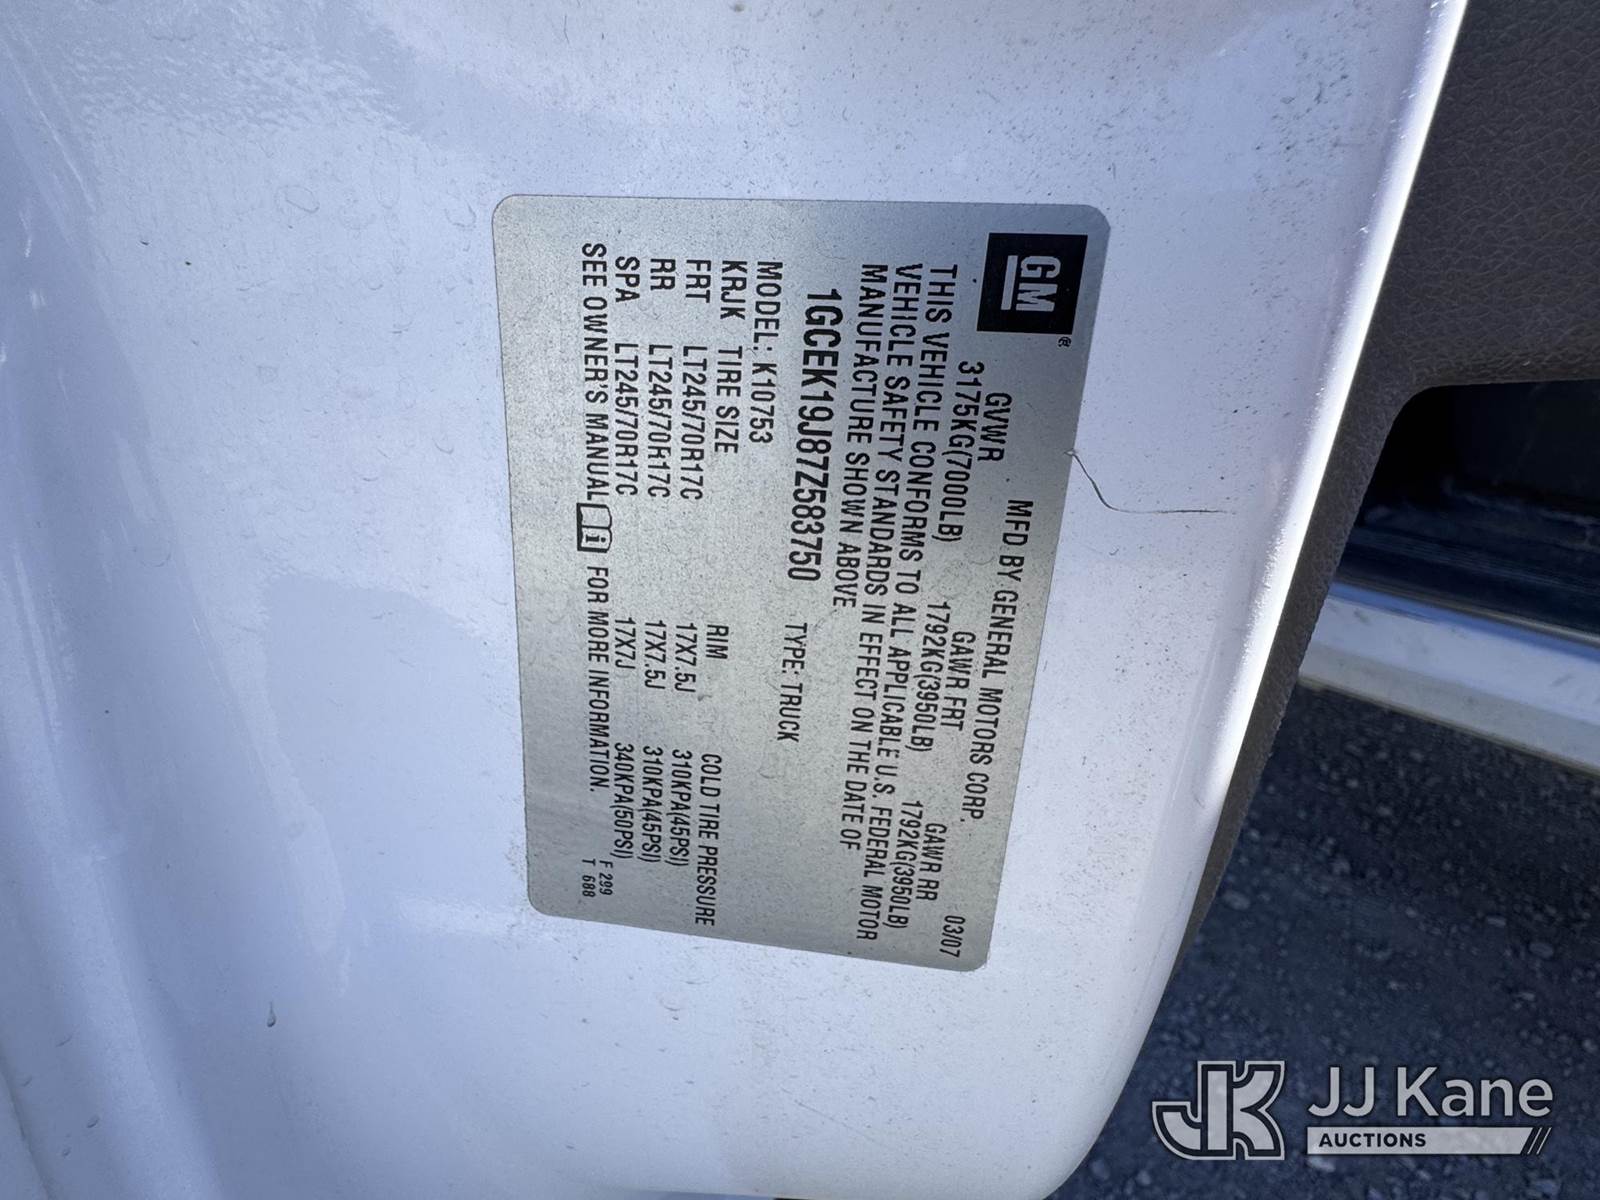 GM®
MFD BY GENERAL MOTORS CORP. 03/07
GVWR GAWR FRT GAWR RR
3175KG(7000LB) 1792KG(3950LB) 1792KG(3950LB)
THIS VEHICLE CONFORMS TO ALL APPLICABLE U.S. FEDERAL MOTOR
VEHICLE SAFETY STANDARDS IN EFFECT ON THE DATE OF
MANUFACTURE SHOWN ABOVE
1GCEK19J87Z583750 TYPE: TRUCK
MODEL: K10753
KRJK TIRE SIZE RIM COLD TIRE PRESSURE
FRT LT245/70R17C 17X7.5J 310KPA(45PSI)
RR LT245/70R17C 17X7.5J 310KPA(45PSI)
SPA LT245/70R17C 17X7J 340KPA(50PSI)
SEE OWNER'S MANUAL i FOR MORE INFORMATION.
F 299
T 688
JK JJ Kane
AUCTIONS